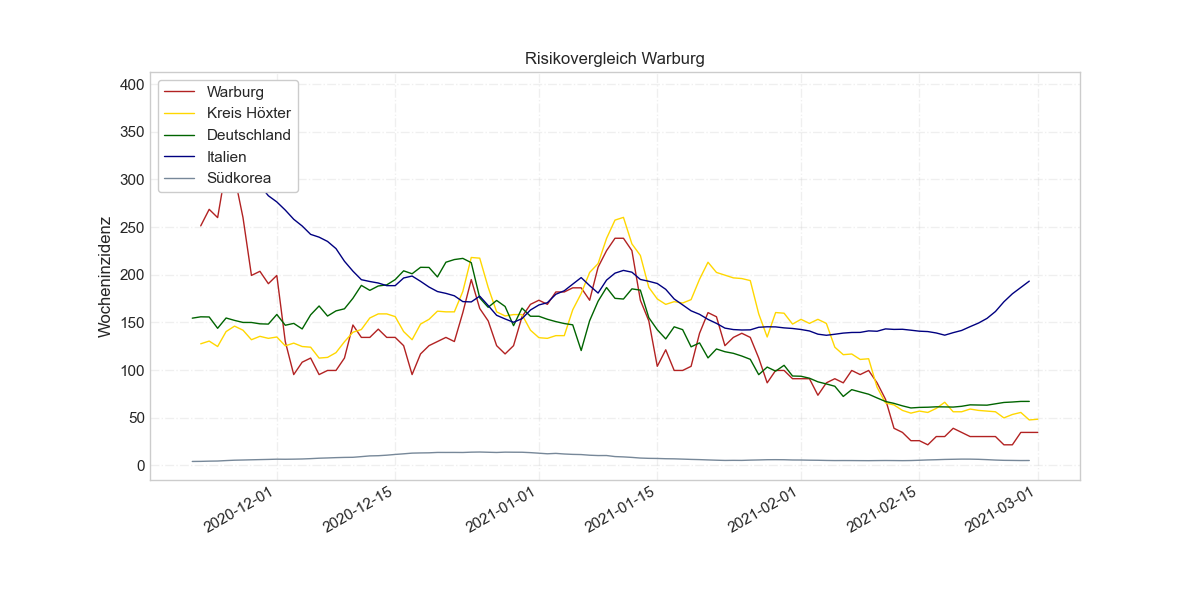 Risikovergleich Warburg
Wocheninzidenz
400
350
300
250
200
150
100
50
0
Warburg
Kreis Höxter
Deutschland
Italien
Südkorea
2020-12-01
2020-12-15
2021-01-01
2021-01-15
2021-02-01
2021-02-15
2021-03-01